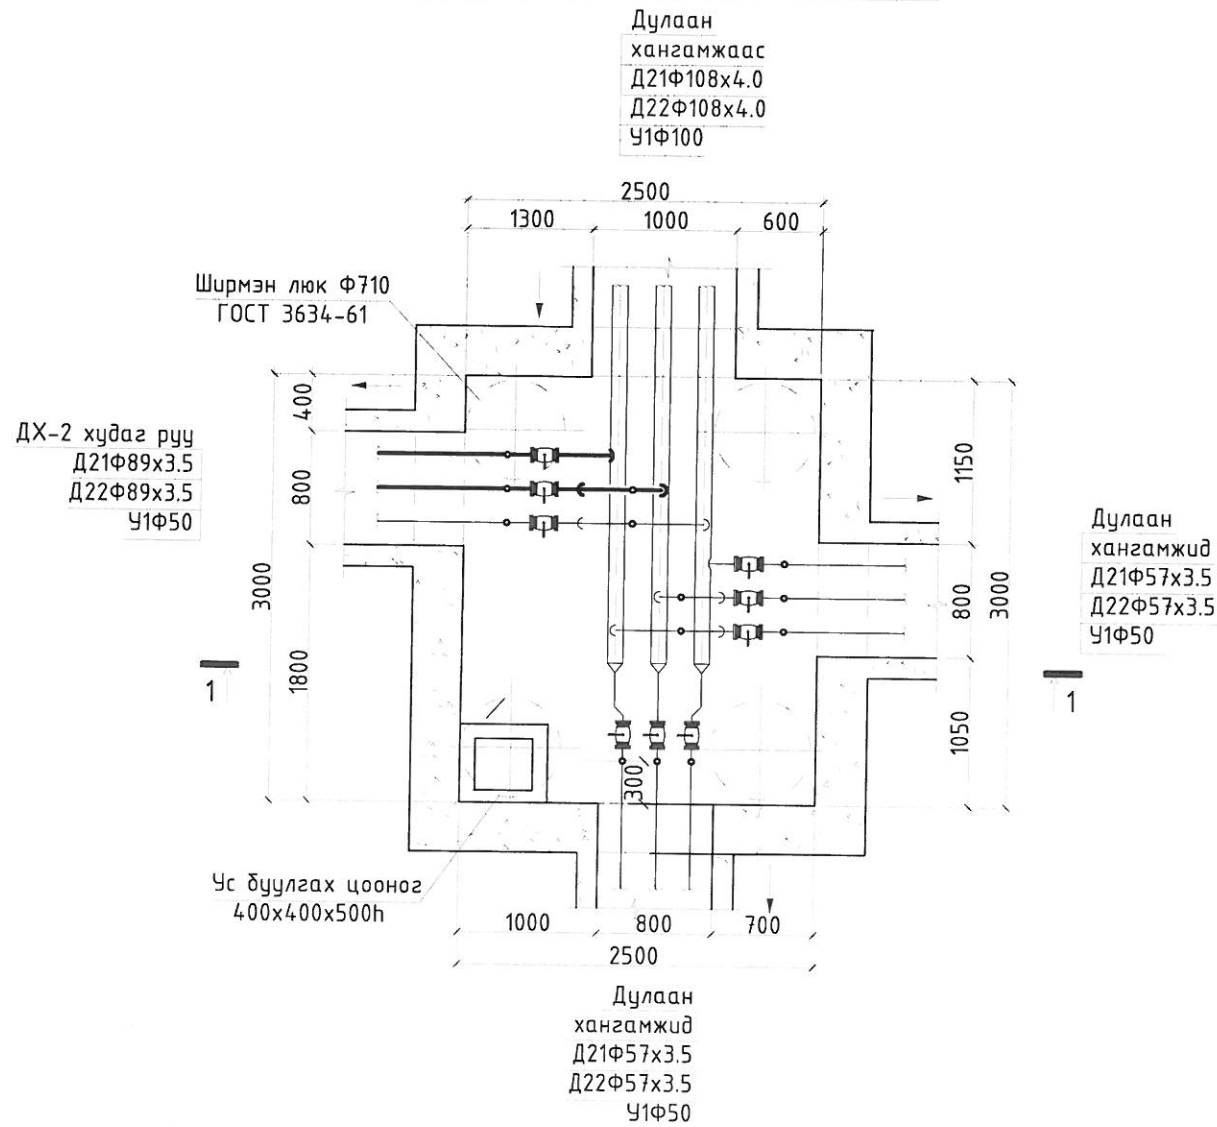 Дулаан
хангамжаас
Д21Ф108х4.0
Д22Ф108х4.0
У1Ф100
2500
1300
1000
600
Ширмэн люк Ф710
ГОСТ 3634-61
400
800
1800
3000
ДХ-2 худаг руу
Д21Ф89х3.5
Д22Ф89х3.5
У1Ф50
1150
800
1050
3000
Дулаан
хангамжид
Д21Ф57х3.5
Д22Ф57х3.5
У1Ф50
1
1
300
Ус буулгах цооног
400х400х500h
1000
800
700
2500
Дулаан
хангамжид
Д21Ф57х3.5
Д22Ф57х3.5
У1Ф50